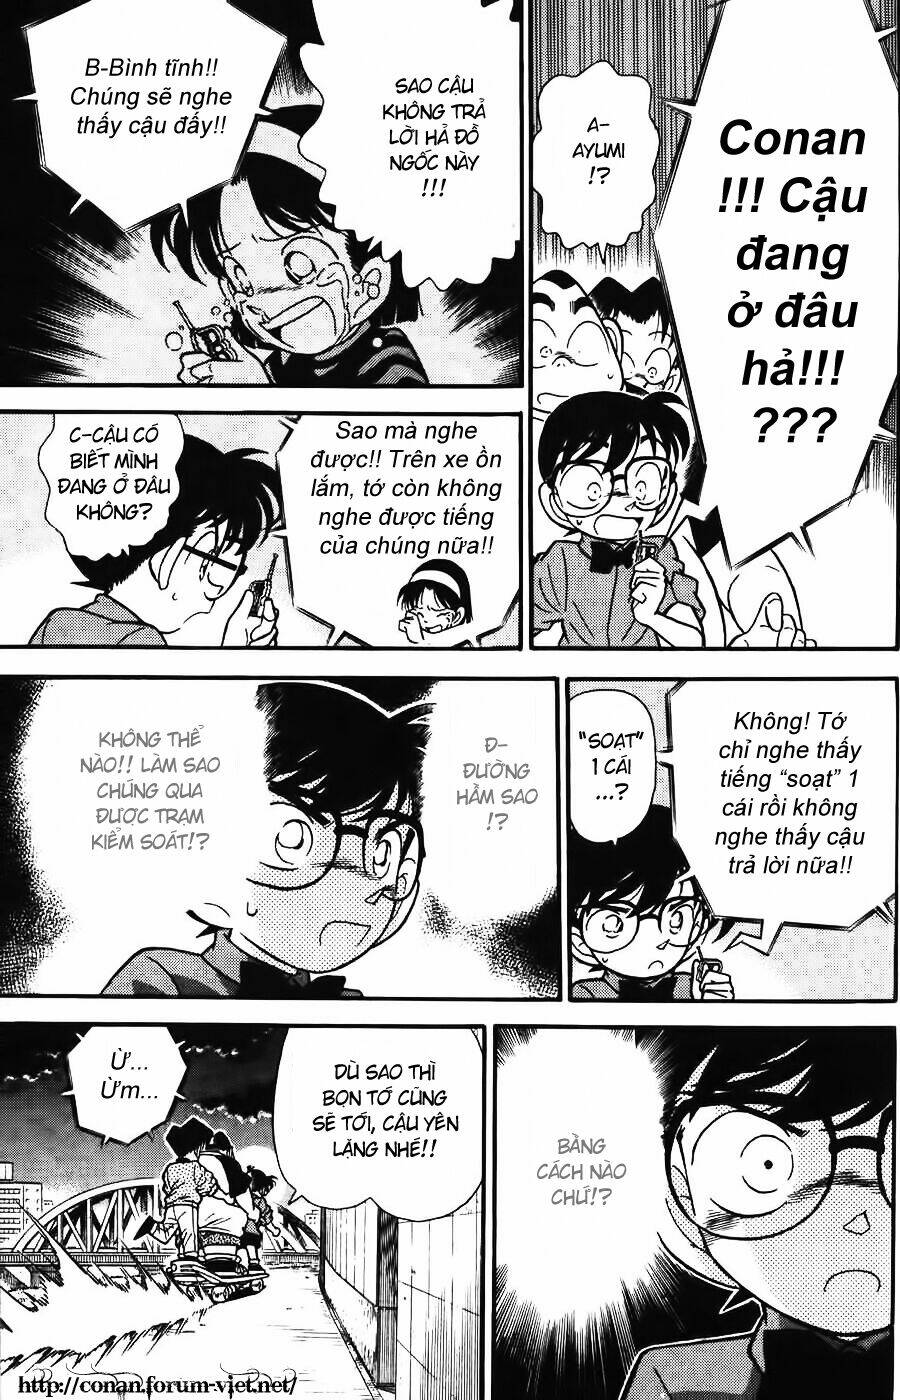 Conan
!!! Cậu
đang
ở đâu
hả!!!
???
A-
AYUMI
!?
SAO CẬU
KHÔNG TRẢ
LỜI HẢ ĐỒ
NGỐC NÀY
!!!
B-Bình tĩnh!!
Chúng sẽ nghe
thấy cậu đấy!!
Sao mà nghe
được!! Trên xe ồn
lắm, tớ còn không
nghe được tiếng
của chúng nữa!!
C-CẬU CÓ
BIẾT MÌNH
ĐANG Ở ĐÂU
KHÔNG?
Không! Tớ
chỉ nghe thấy
tiếng “soạt” 1
cái rồi không
nghe thấy cậu
trả lời nữa!!
"SOẠT"
1 CÁI
...?
Đ-
ĐƯỜNG
HẦM SAO
!?
KHÔNG THỂ
NÀO!! LÀM SAO
CHÚNG QUA
ĐƯỢC TRẠM
KIỂM SOÁT!?
BẰNG
CÁCH NÀO
CHỨ!?
DÙ SAO THÌ
BỌN TỚ CŨNG
SẼ TỚI, CẬU YÊN
LẶNG NHÉ!!
Ừ...
Ừm...
http://conan.forum-viet.net/